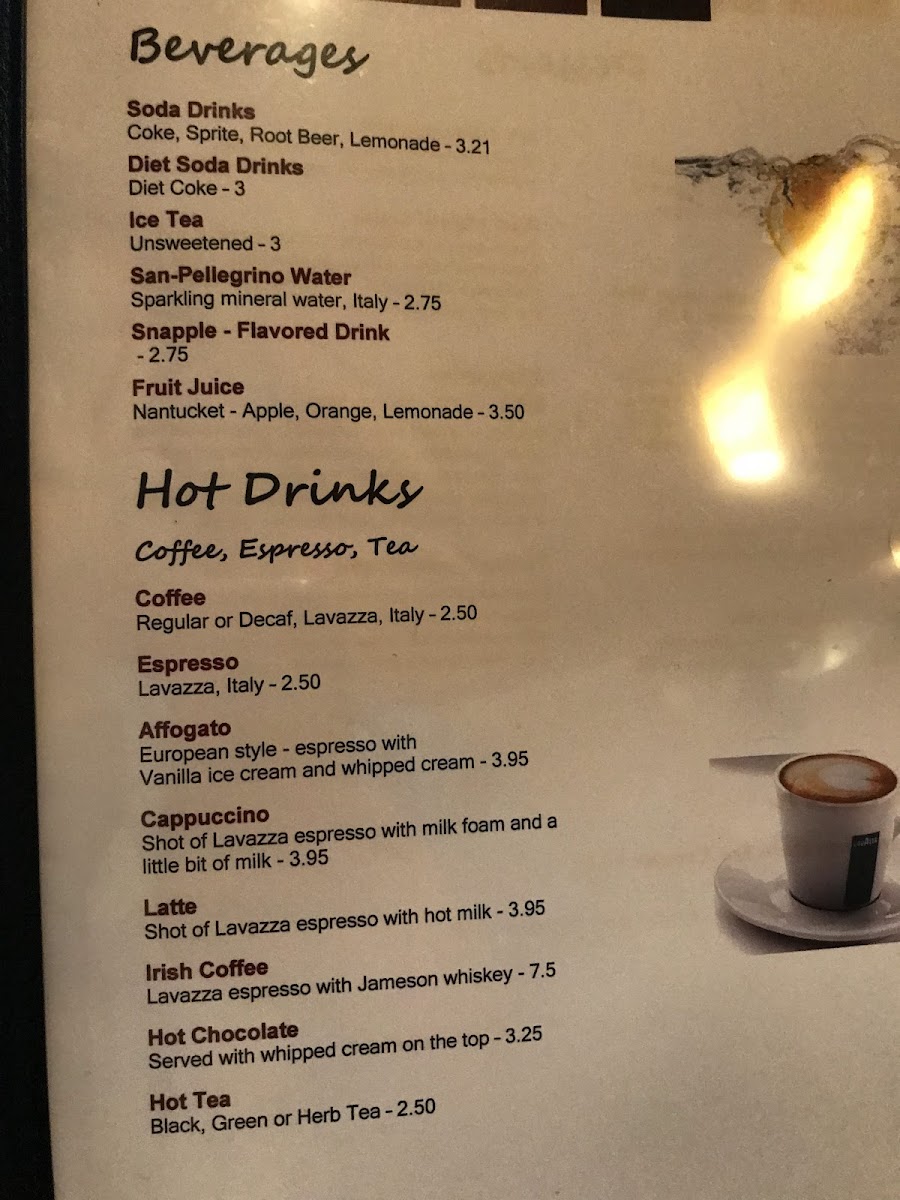 Beverages
Soda Drinks
Coke, Sprite, Root Beer, Lemonade - 3.21
Diet Soda Drinks
Diet Coke - 3
Ice Tea
Unsweetened - 3
San-Pellegrino Water
Sparkling mineral water, Italy - 2.75
Snapple - Flavored Drink
- 2.75
Fruit Juice
Nantucket - Apple, Orange, Lemonade - 3.50
Hot Drinks
Coffee, Espresso, Tea
Coffee
Regular or Decaf, Lavazza, Italy - 2.50
Espresso
Lavazza, Italy - 2.50
Affogato
European style - espresso with
Vanilla ice cream and whipped cream - 3.95
Cappuccino
Shot of Lavazza espresso with milk foam and a
little bit of milk - 3.95
Latte
Shot of Lavazza espresso with hot milk - 3.95
Irish Coffee
Lavazza espresso with Jameson whiskey - 7.5
Hot Chocolate
Served with whipped cream on the top - 3.25
Hot Tea
Black, Green or Herb Tea - 2.50